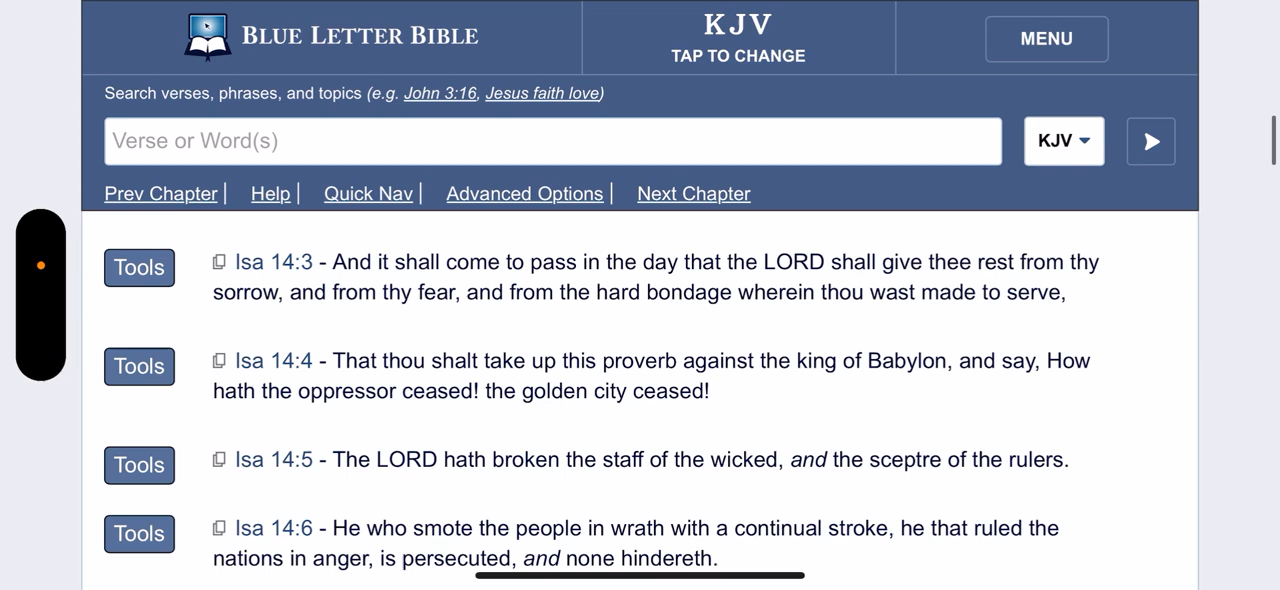 BLUE LETTER BIBLE
KJV
TAP TO CHANGE
MENU
Search verses, phrases, and topics (e.g. John 3:16, Jesus faith love)
Verse or Word(s)
KJV
Prev Chapter | Help | Quick Nav | Advanced Options | Next Chapter
Tools
Isa 14:3 - And it shall come to pass in the day that the LORD shall give thee rest from thy
sorrow, and from thy fear, and from the hard bondage wherein thou wast made to serve,
Tools
Isa 14:4 - That thou shalt take up this proverb against the king of Babylon, and say, How
hath the oppressor ceased! the golden city ceased!
Tools
Isa 14:5 - The LORD hath broken the staff of the wicked, and the sceptre of the rulers.
Tools
Isa 14:6 - He who smote the people in wrath with a continual stroke, he that ruled the
nations in anger, is persecuted, and none hindereth.